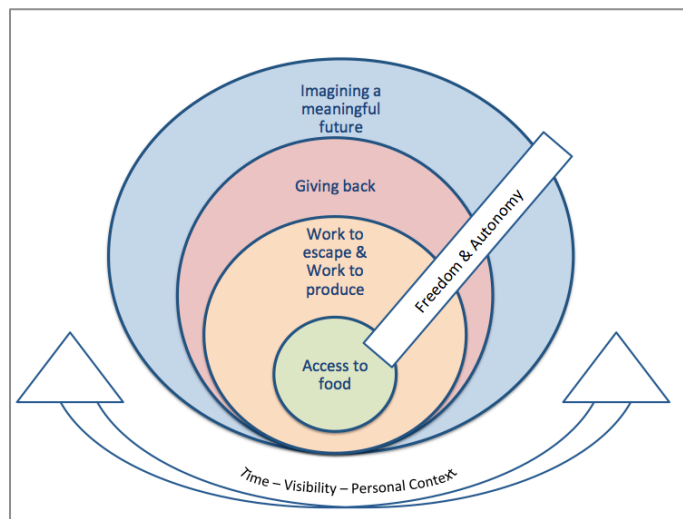 Imagining a
meaningful
future
Giving back
Work to
escape &
Work to
produce
Freedom & Autonomy
Access to
food
Time – Visibility – Personal Context